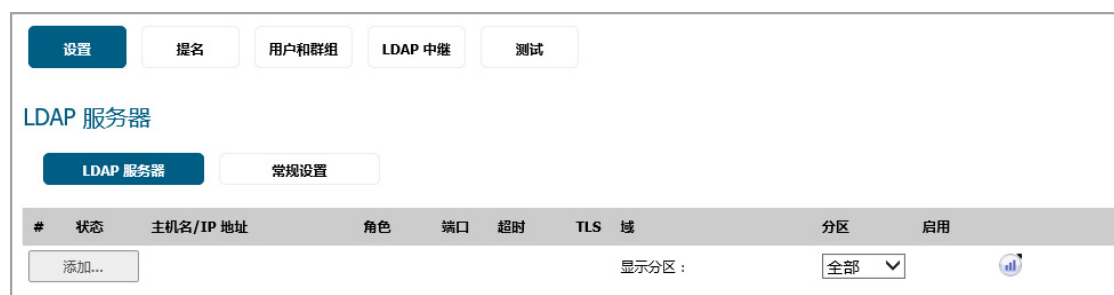 设置 提名 用户和群组 LDAP 中继 测试
LDAP 服务器
LDAP 服务器 常规设置
# 状态 主机名/IP 地址 角色 端口 超时 TLS 域 分区 启用
添加... 显示分区： 全部